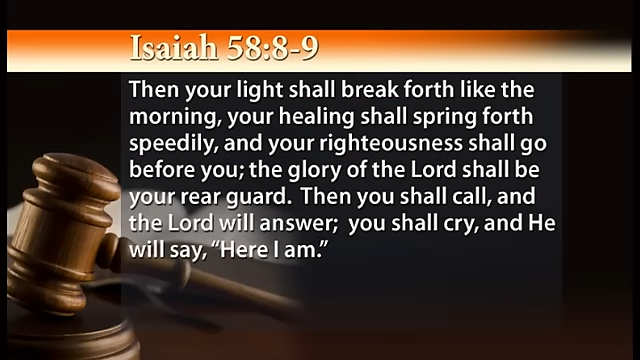 Isaiah 58:8-9
Then your light shall break forth like the
morning, your healing shall spring forth
speedily, and your righteousness shall go
before you; the glory of the Lord shall be
your rear guard.  Then you shall call, and
the Lord will answer;  you shall cry, and He
will say, “Here I am.”